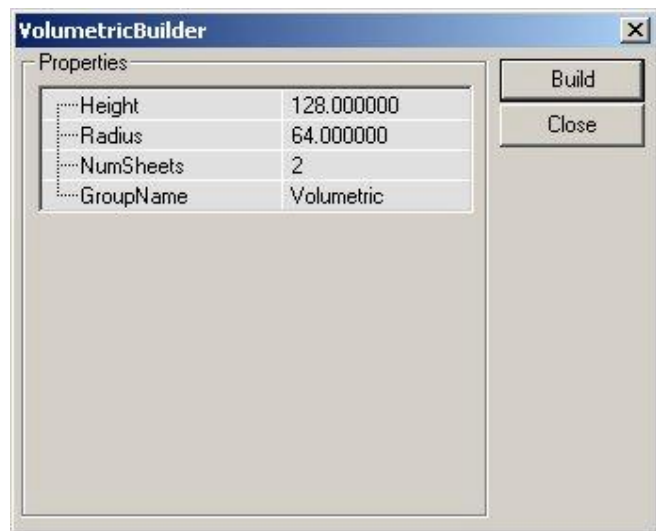 VolumetricBuilder
Properties
Height 128.000000
Radius 64.000000
NumSheets 2
GroupName Volumetric
Build
Close